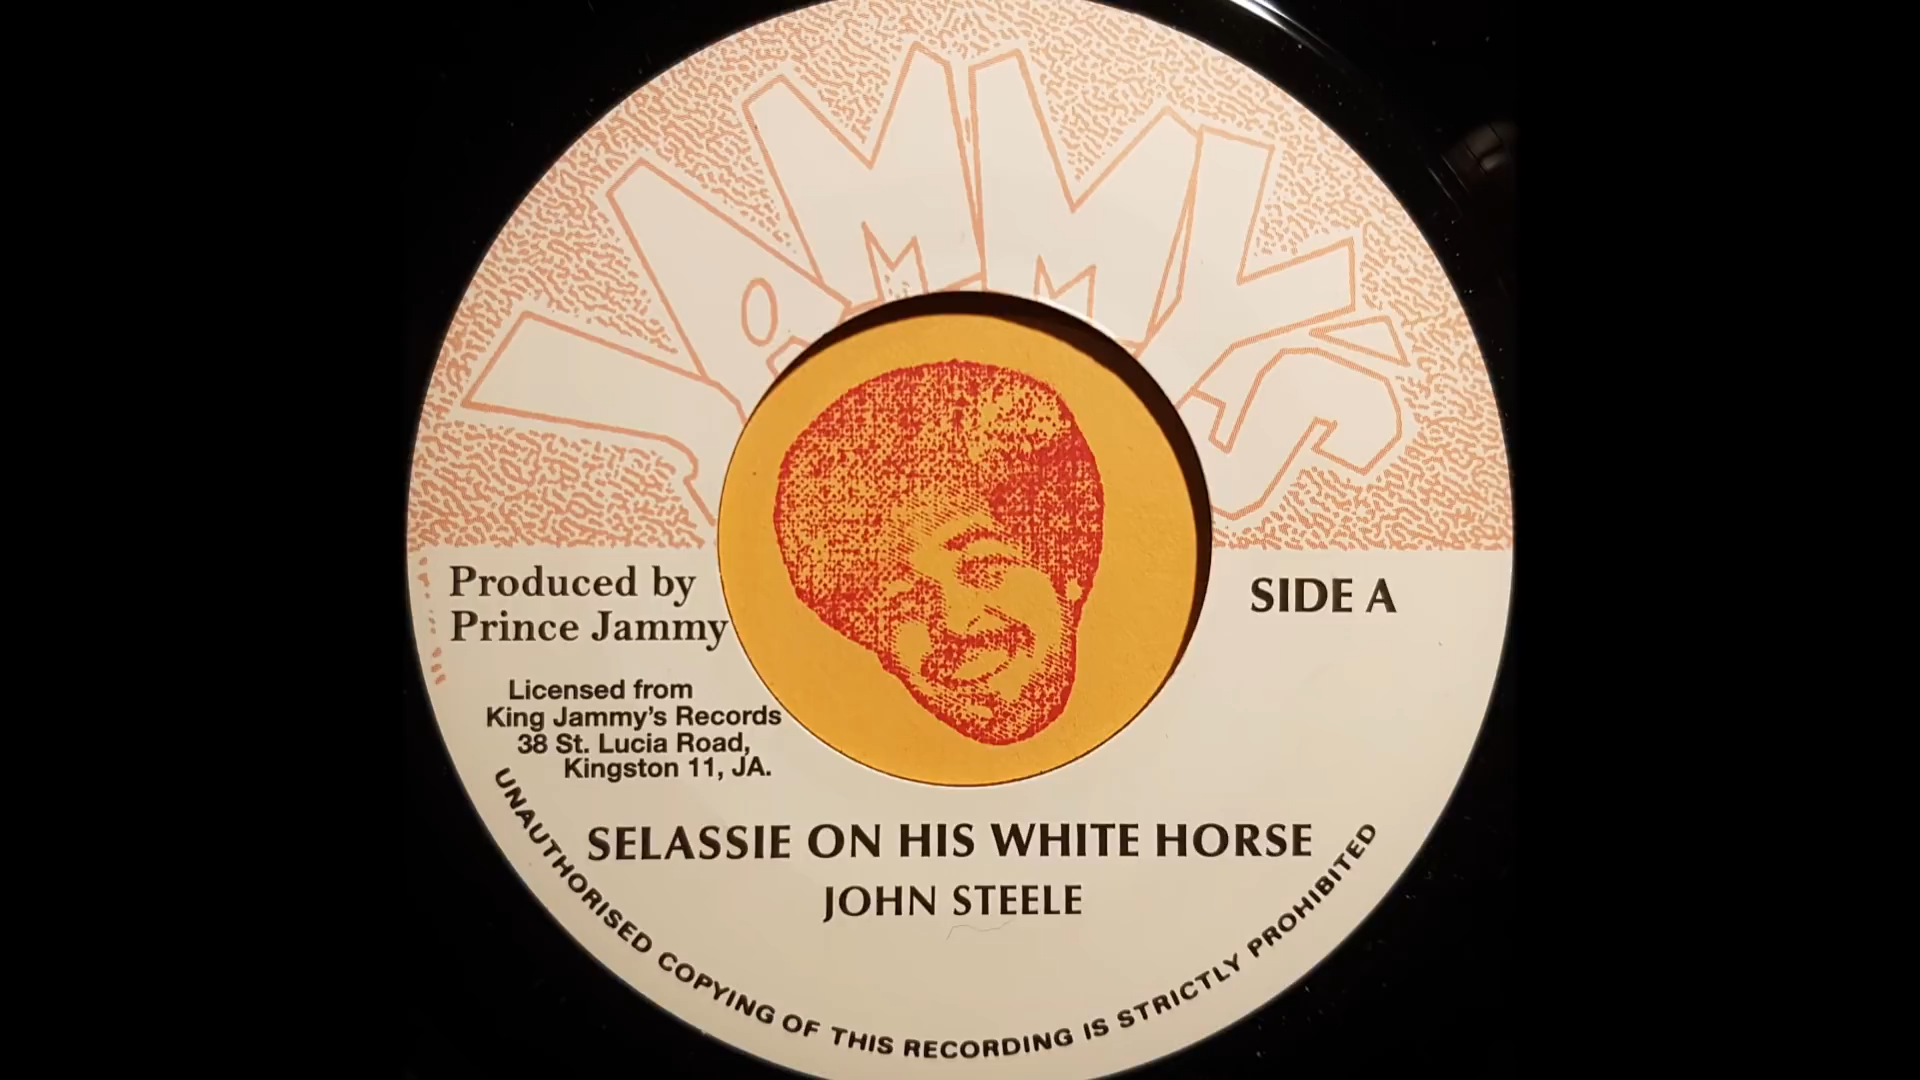 JAMMY'S
Produced by
Prince Jammy
SIDE A
Licensed from
King Jammy's Records
38 St. Lucia Road,
Kingston 11, JA.
SELASSIE ON HIS WHITE HORSE
JOHN STEELE
UNAUTHORISED COPYING OF THIS RECORDING IS STRICTLY PROHIBITED